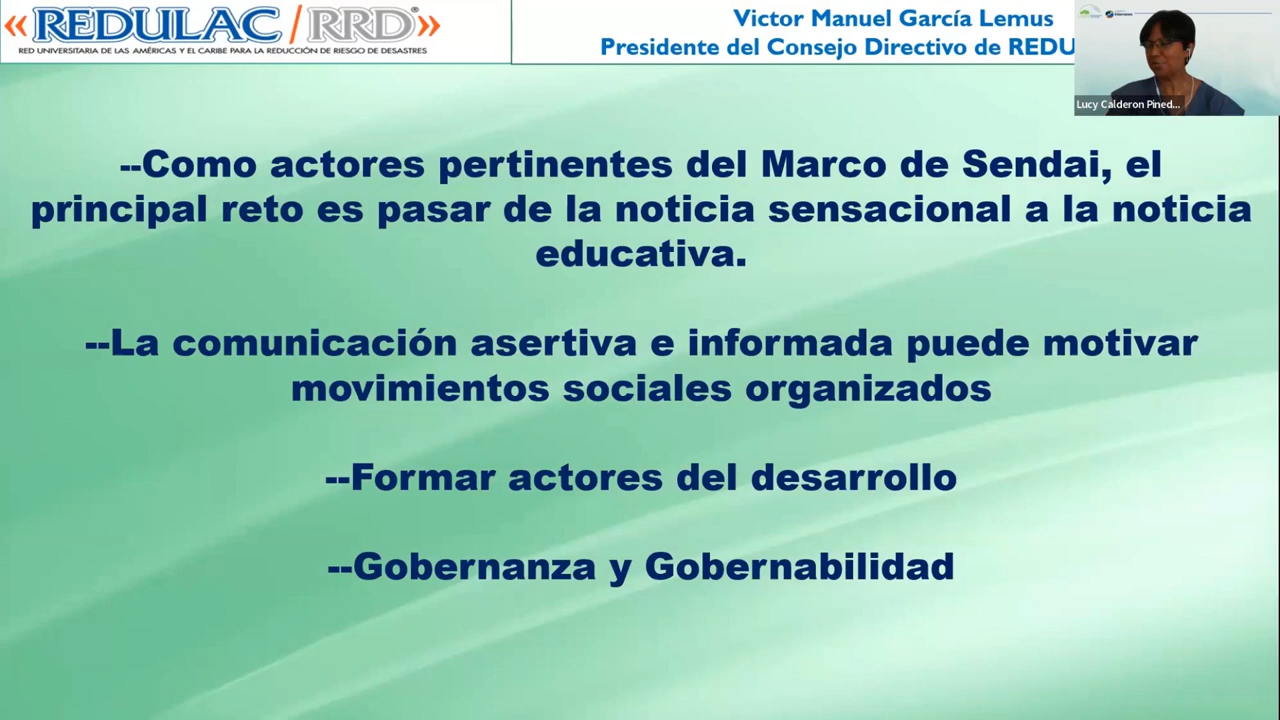 REDULAC/RRD®
RED UNIVERSITARIA DE LAS AMÉRICAS Y EL CARIBE PARA LA REDUCCIÓN DE RIESGO DE DESASTRES
Victor Manuel García Lemus
Presidente del Consejo Directivo de REDU
Lucy Calderon Pined...
--Como actores pertinentes del Marco de Sendai, el
principal reto es pasar de la noticia sensacional a la noticia
educativa.
--La comunicación asertiva e informada puede motivar
movimientos sociales organizados
--Formar actores del desarrollo
--Gobernanza y Gobernabilidad